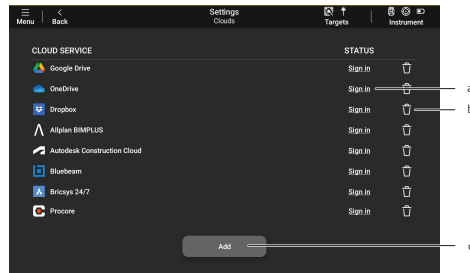 Menu
Back
Settings
Clouds
Targets
Instrument
CLOUD SERVICE STATUS
Google Drive Sign in
OneDrive Sign in
Dropbox Sign in
Allplan BIMPLUS Sign in
Autodesk Construction Cloud Sign in
Bluebeam Sign in
Bricsys 24/7 Sign in
Procore Sign in
Add
a